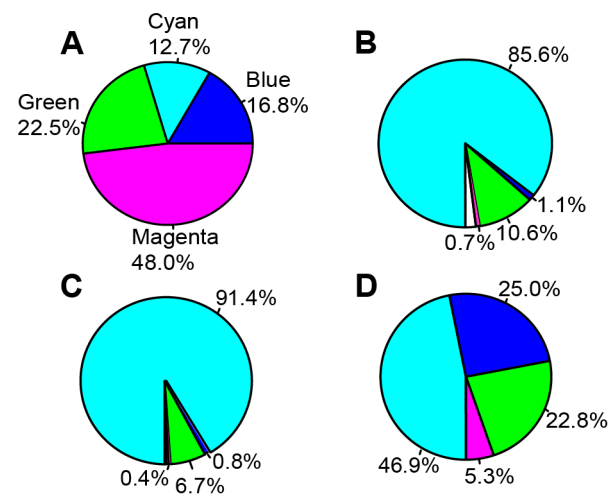 A
Cyan
12.7%
Blue
16.8%
Green
22.5%
Magenta
48.0%
B
85.6%
1.1%
10.6%
0.7%
C
91.4%
0.8%
6.7%
0.4%
D
25.0%
22.8%
5.3%
46.9%